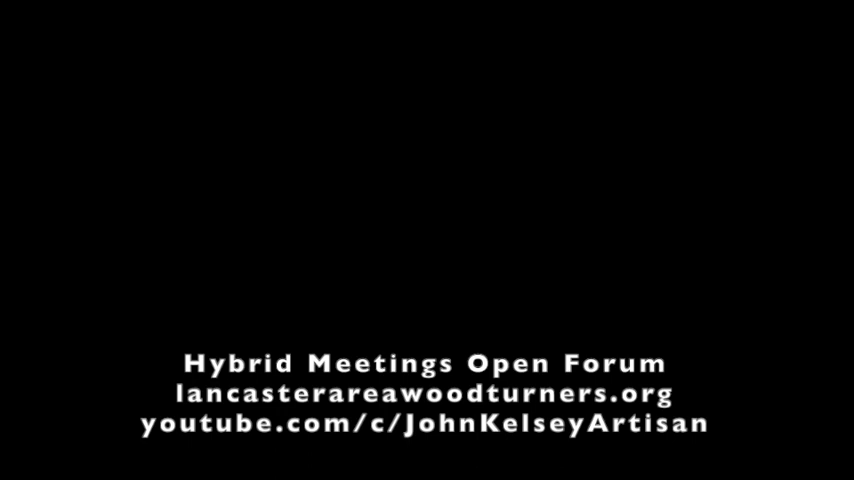 Hybrid Meetings Open Forum
lancasterareawoodturners.org
youtube.com/c/JohnKelseyArtisan